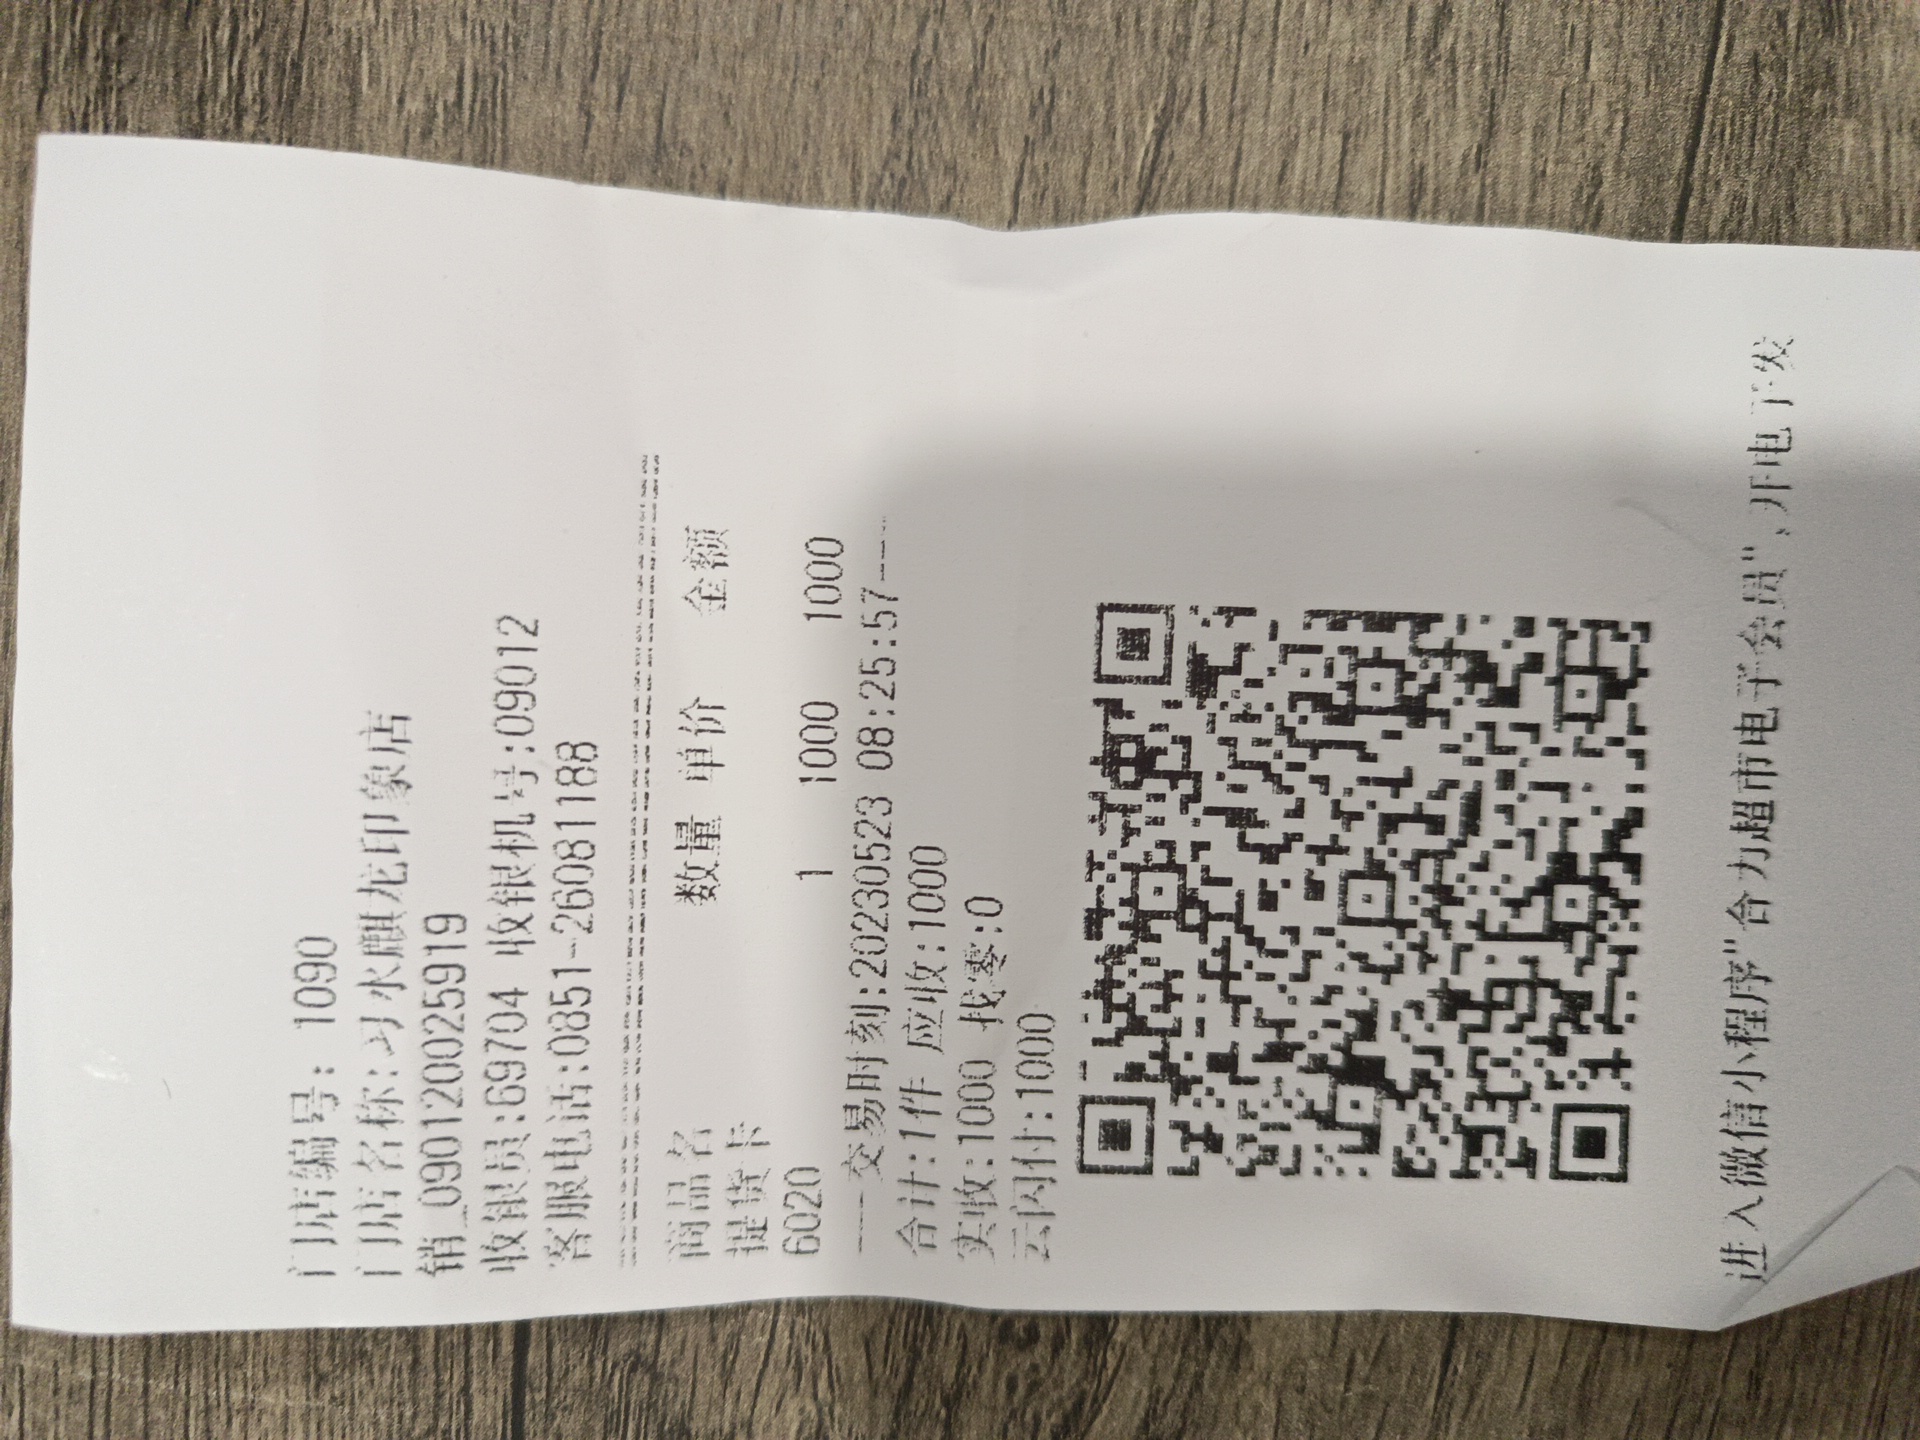 门店编号: 1090
门店名称:习水麒龙印象店
销_0901200025919
收银员:69704 收银机号:09012
客服电话:0851-26081188
商品名 数量 单价 金额
提货卡
6020 1 1000 1000
----交易时刻:20230523 08:25:57----
合计:1件 应收:1000
实收:1000 找零:0
云闪付:1000
进入微信小程序"合力超市电子会员",开电子发